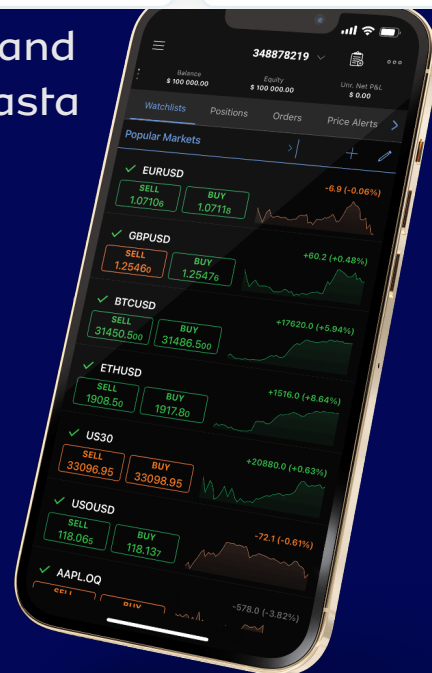 and
asta
348878219
Balance
$ 100 000.00
Equity
$ 100 000.00
Unr. Net P&L
$ 0.00
Watchlists Positions Orders Price Alerts
Popular Markets
EURUSD
-6.9 (-0.06%)
SELL
1.07106
BUY
1.07118
GBPUSD
+60.2 (+0.48%)
SELL
1.25460
BUY
1.25476
BTCUSD
+17620.0 (+5.94%)
SELL
31450.500
BUY
31486.500
ETHUSD
+1516.0 (+8.64%)
SELL
1908.50
BUY
1917.80
US30
+20880.0 (+0.63%)
SELL
33096.95
BUY
33098.95
USOUSD
-72.1 (-0.61%)
SELL
118.065
BUY
118.137
AAPL.OQ
-578.0 (-3.82%)
SELL
BUY